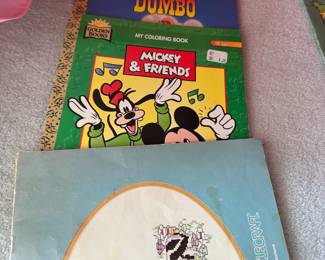 DUMBO
GOLDEN BOOKS
MY COLORING BOOK
MICKEY
& FRIENDS